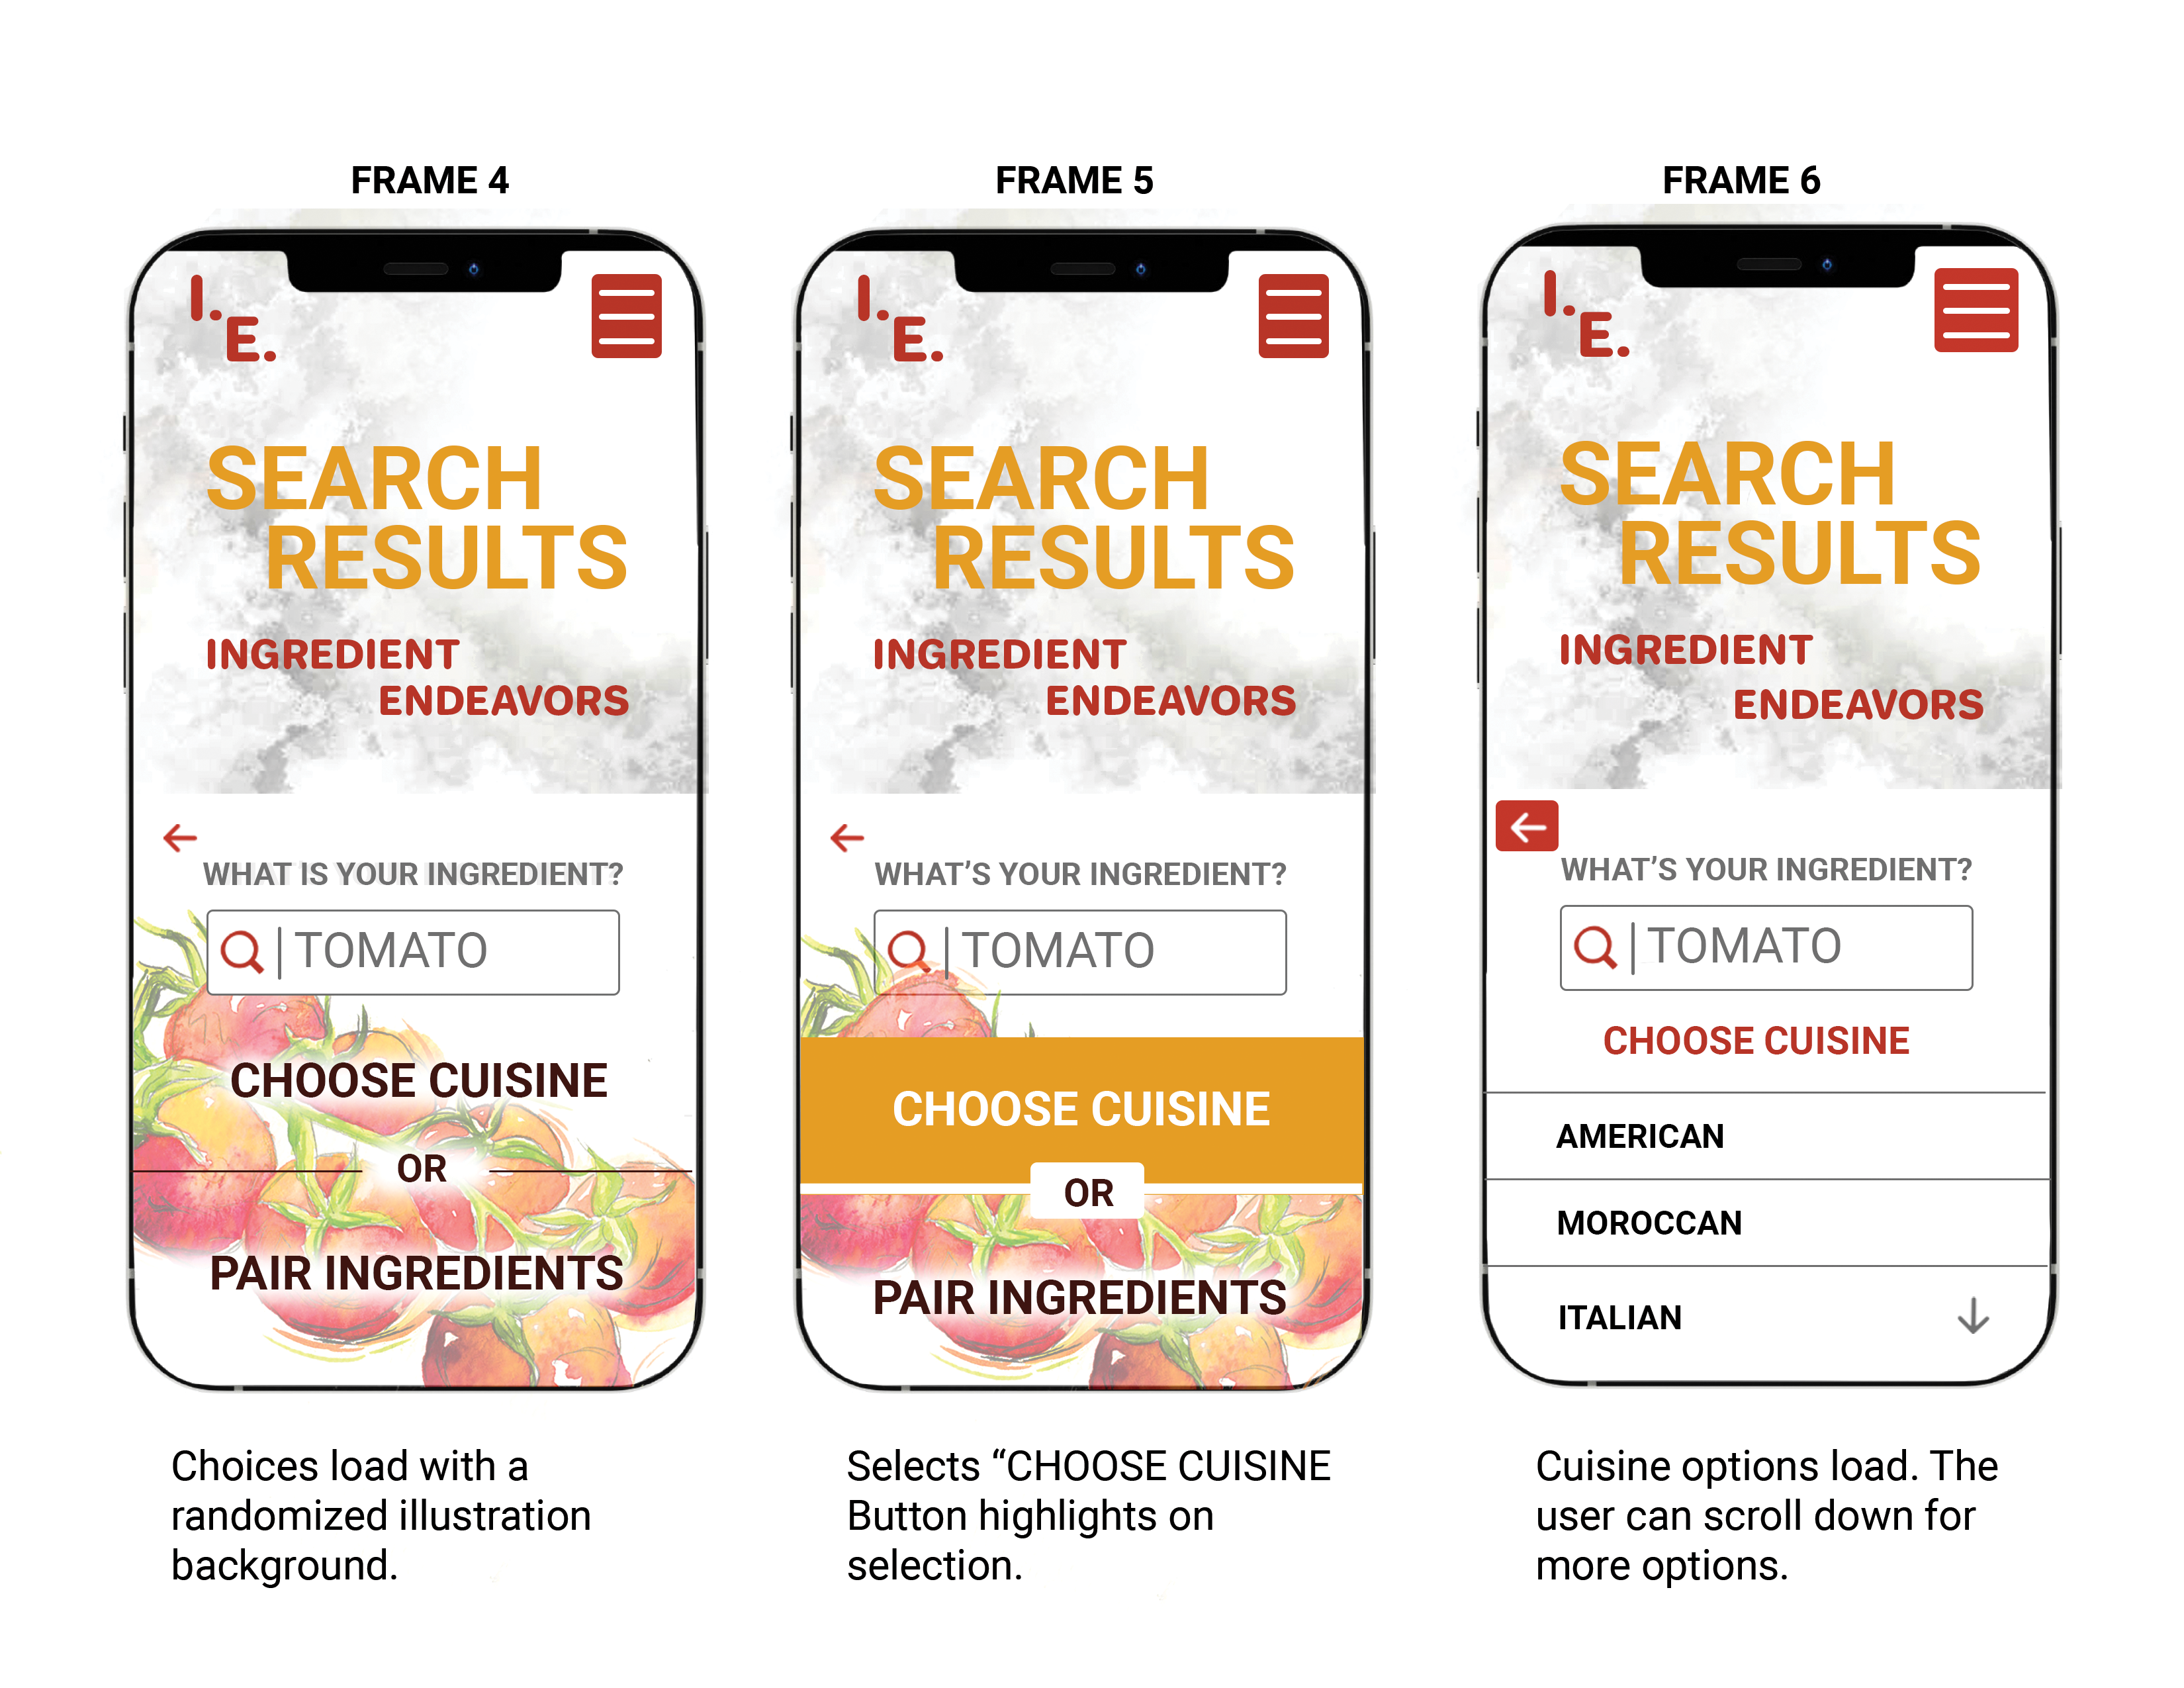 FRAME 4
I.
E.
SEARCH
RESULTS
INGREDIENT
ENDEAVORS
WHAT IS YOUR INGREDIENT?
TOMATO
CHOOSE CUISINE
OR
PAIR INGREDIENTS
Choices load with a
randomized illustration
background.
FRAME 5
I.
E.
SEARCH
RESULTS
INGREDIENT
ENDEAVORS
WHAT’S YOUR INGREDIENT?
TOMATO
CHOOSE CUISINE
OR
PAIR INGREDIENTS
Selects “CHOOSE CUISINE
Button highlights on
selection.
FRAME 6
I.
E.
SEARCH
RESULTS
INGREDIENT
ENDEAVORS
WHAT’S YOUR INGREDIENT?
TOMATO
CHOOSE CUISINE
AMERICAN
MOROCCAN
ITALIAN
Cuisine options load. The
user can scroll down for
more options.